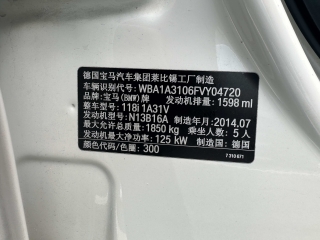 德国宝马汽车集团莱比锡工厂制造
车辆识别代号: WBA1A3106FVY04720
品牌:宝马(BMW)牌 发动机排量: 1598 ml
整车型号: 118i 1A31V
发动机型号: N13B16A 制造年月: 2014.07
最大允许总质量: 1850 kg 乘坐人数: 5 人
发动机最大净功率: 125 kW 制造国: 德国
颜色代码/色圈: 300
7310871